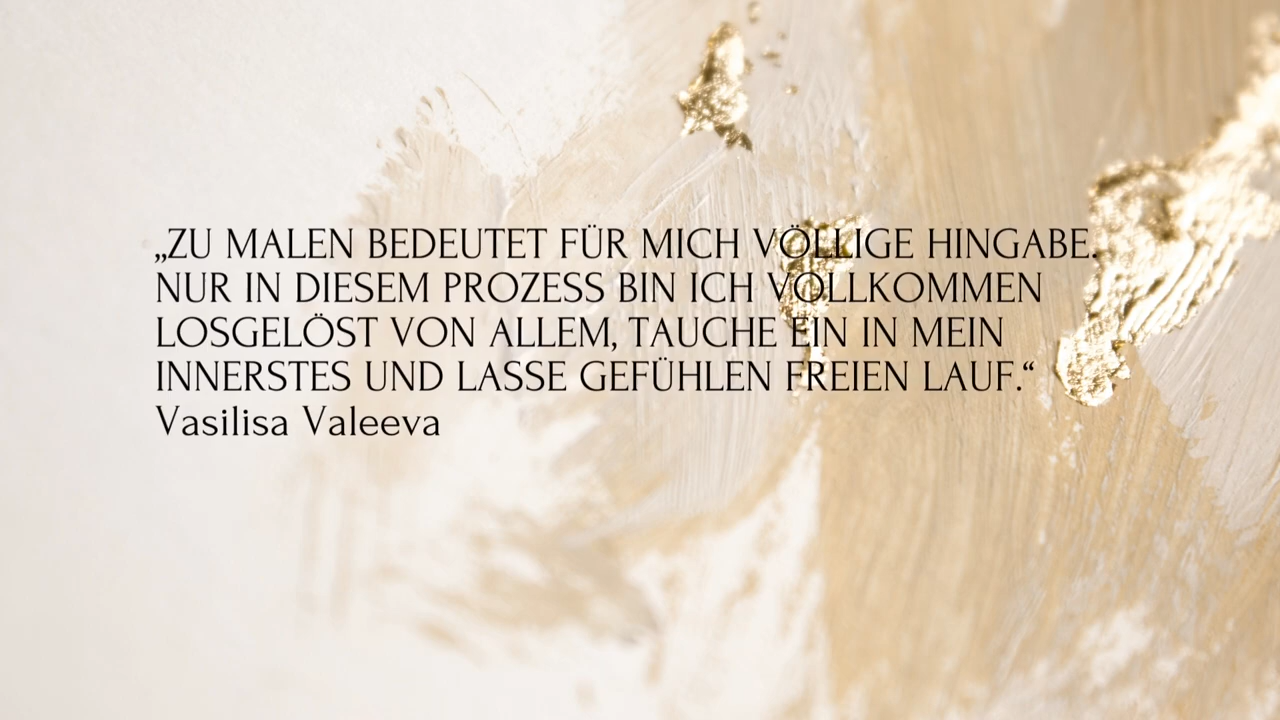 „ZU MALEN BEDEUTET FÜR MICH VÖLLIGE HINGABE.
NUR IN DIESEM PROZESS BIN ICH VOLLKOMMEN
LOSGELÖST VON ALLEM, TAUCHE EIN IN MEIN
INNERSTES UND LASSE GEFÜHLEN FREIEN LAUF.“
Vasilisa Valeeva